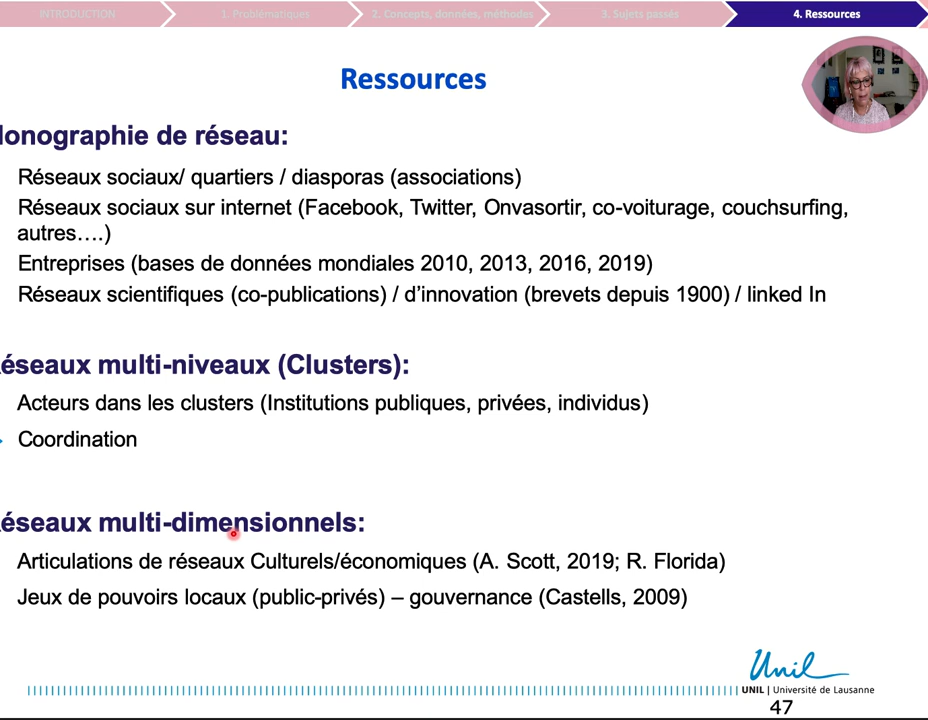 INTRODUCTION
1. Problématiques
2. Concepts, données, méthodes
3. Sujets passés
4. Ressources
Ressources
onographie de réseau:
Réseaux sociaux/ quartiers / diasporas (associations)
Réseaux sociaux sur internet (Facebook, Twitter, Onvasortir, co-voiturage, couchsurfing,
autres….)
Entreprises (bases de données mondiales 2010, 2013, 2016, 2019)
Réseaux scientifiques (co-publications) / d’innovation (brevets depuis 1900) / linked In
éseaux multi-niveaux (Clusters):
Acteurs dans les clusters (Institutions publiques, privées, individus)
Coordination
éseaux multi-dimensionnels:
Articulations de réseaux Culturels/économiques (A. Scott, 2019; R. Florida)
Jeux de pouvoirs locaux (public-privés) – gouvernance (Castells, 2009)
Unil
UNIL | Université de Lausanne
47